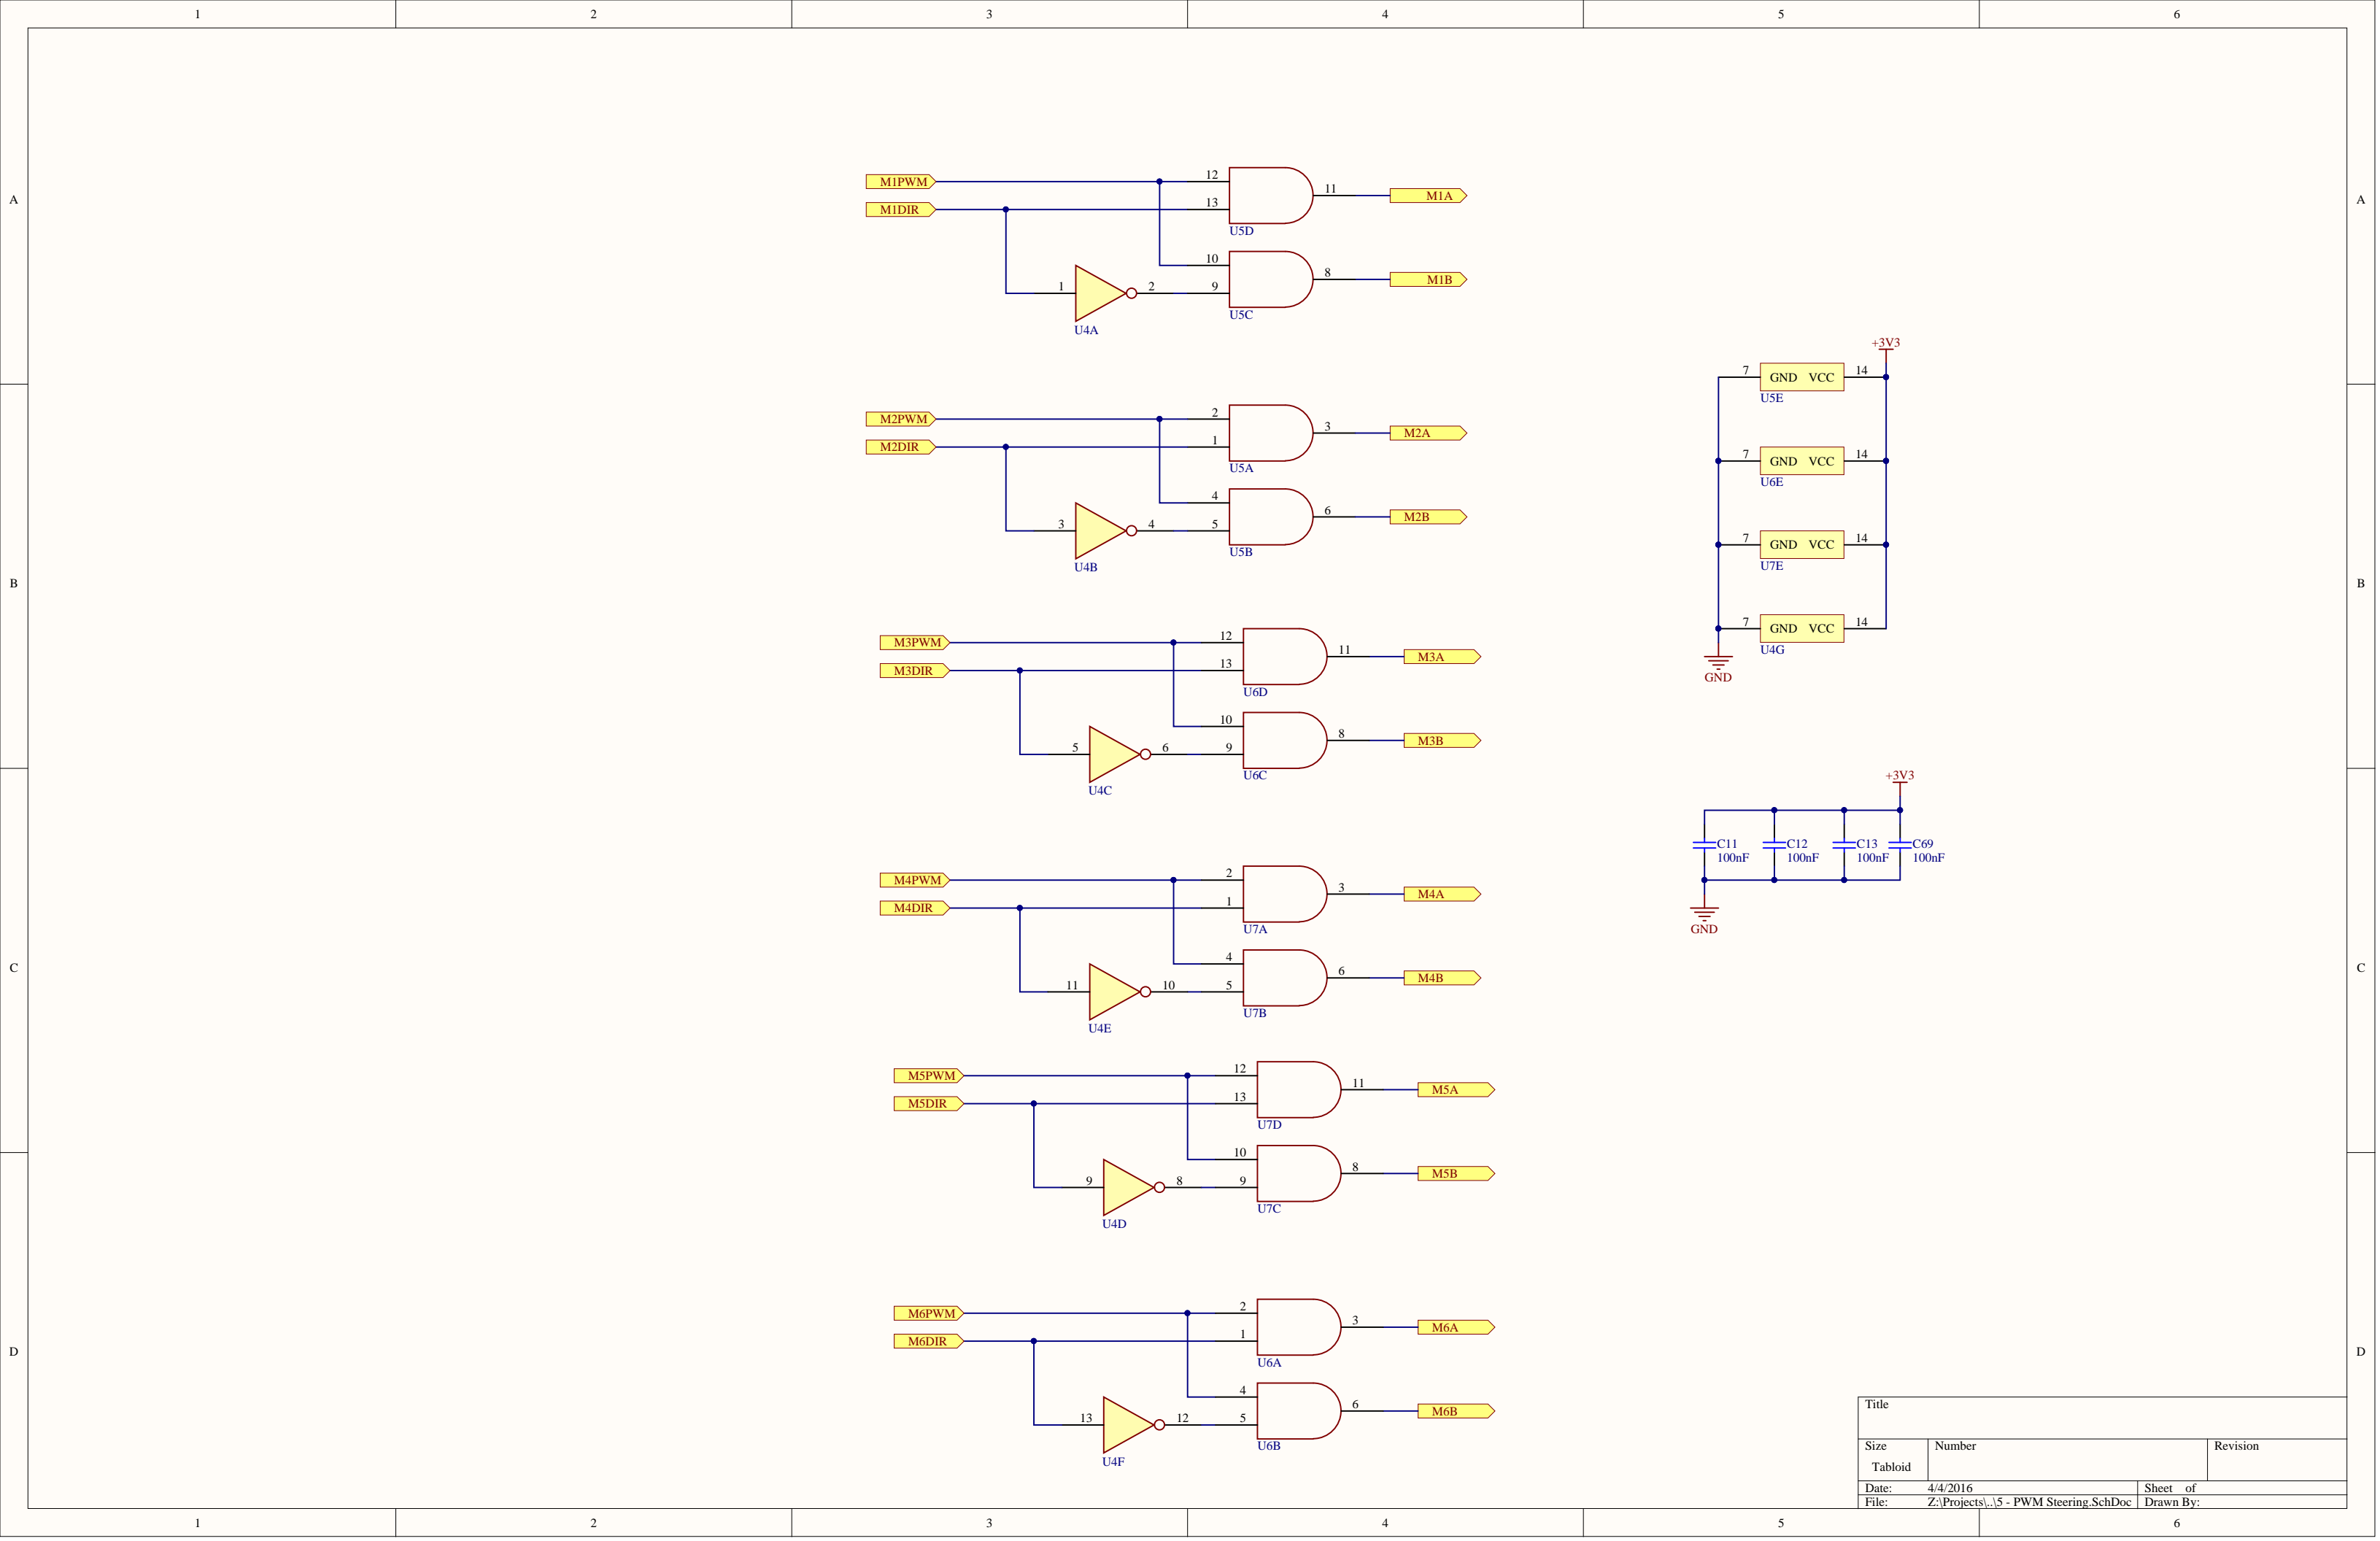 1 2 3 4 5 6
A A
M1PWM 12
11 M1A
M1DIR 13
U5D
10
8 M1B
1 2 9
U5C
U4A
M2PWM 2
3 M2A
M2DIR 1
U5A
4
6 M2B
3 4 5
U5B
U4B
M3PWM 12
11 M3A
M3DIR 13
U6D
10
8 M3B
5 6 9
U6C
U4C
M4PWM 2
3 M4A
M4DIR 1
U7A
4
6 M4B
11 10 5
U7B
U4E
M5PWM 12
11 M5A
M5DIR 13
U7D
10
8 M5B
9 8 9
U7C
U4D
M6PWM 2
3 M6A
M6DIR 1
U6A
4
6 M6B
13 12 5
U6B
U4F
+3V3
7 GND VCC 14
U5E
7 GND VCC 14
U6E
7 GND VCC 14
U7E
7 GND VCC 14
U4G
GND
+3V3
C11 C12 C13 C69
100nF 100nF 100nF 100nF
GND
B B
C C
D D
Title
Size Number Revision
Tabloid
Date: 4/4/2016 Sheet of
File: Z:\Projects\..\5 - PWM Steering.SchDoc Drawn By:
1 2 3 4 5 6